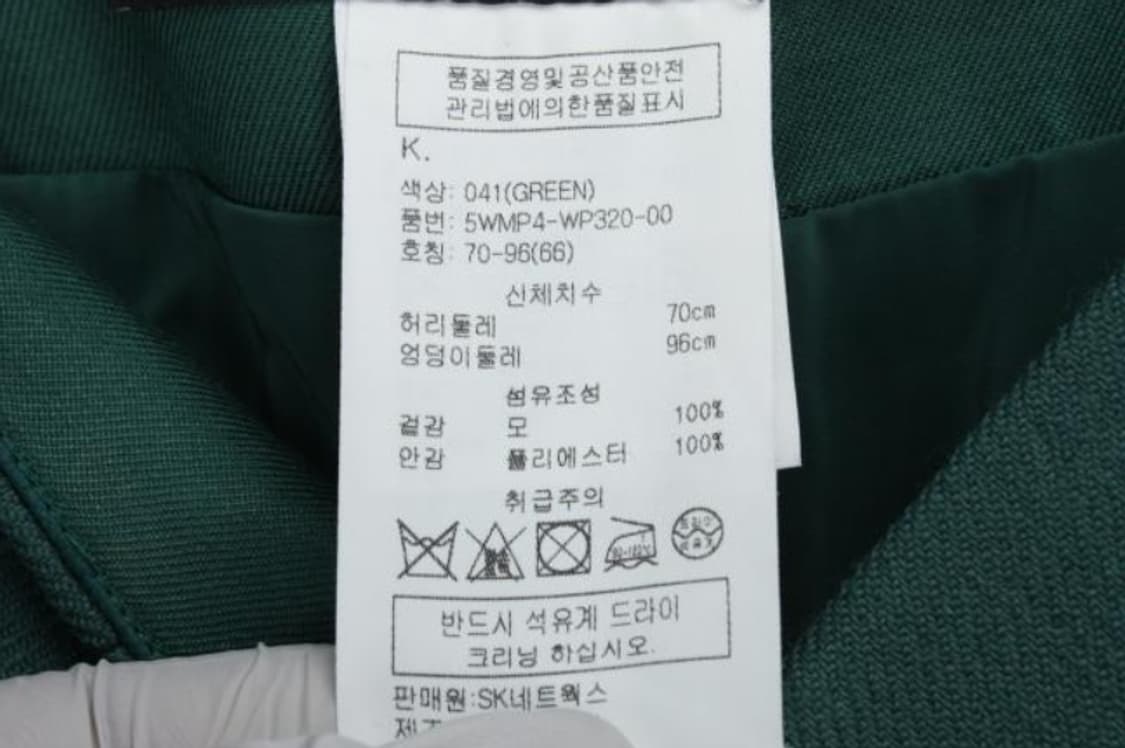 품질경영및공산품안전
관리법에의한품질표시
K.
색상: 041(GREEN)
품번: 5WMP4-WP320-00
호칭: 70-96(66)
신체치수
허리둘레 70cm
엉덩이둘레 96cm
섬유조성
겉감 모 100%
안감 폴리에스터 100%
취급주의
반드시 석유계 드라이
크리닝 하십시오.
판매원:SK네트웍스